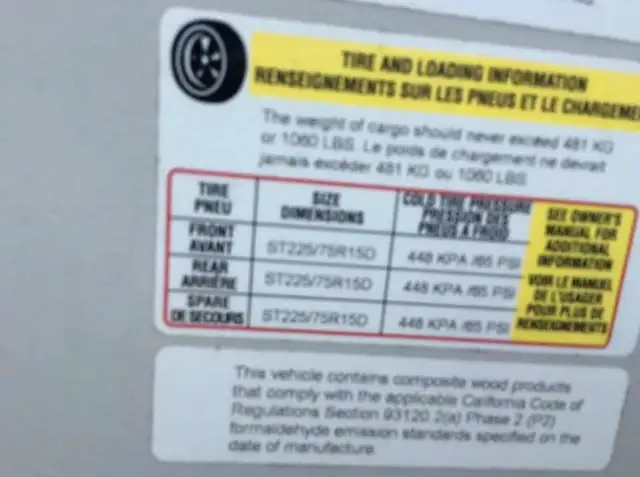 TIRE AND LOADING INFORMATION
RENSEIGNEMENTS SUR LES PNEUS ET LE CHARGEME
The weight of cargo should never exceed 481 KG
or 1060 LBS. Le poids de chargement ne devrait
jamais excéder 481 KG ou 1060 LBS
TIRE PNEU
SIZE DIMENSIONS
COLD TIRE PRESSURE PRESSION DES PNEUS À FROID
SEE OWNER'S MANUAL FOR ADDITIONAL INFORMATION
FRONT AVANT
ST225/75R15D
448 KPA /65 PSI
REAR ARRIÈRE
ST225/75R15D
448 KPA /65 PSI
VOIR LE MANUEL DE L'USAGER POUR PLUS DE RENSEIGNEMENTS
SPARE DE SECOURS
ST225/75R15D
448 KPA /65 PSI
This vehicle contains composite wood products
that comply with the applicable California Code of
Regulations Section 93120.2(a) Phase 2 (P2)
formaldehyde emission standards specified on the
date of manufacture